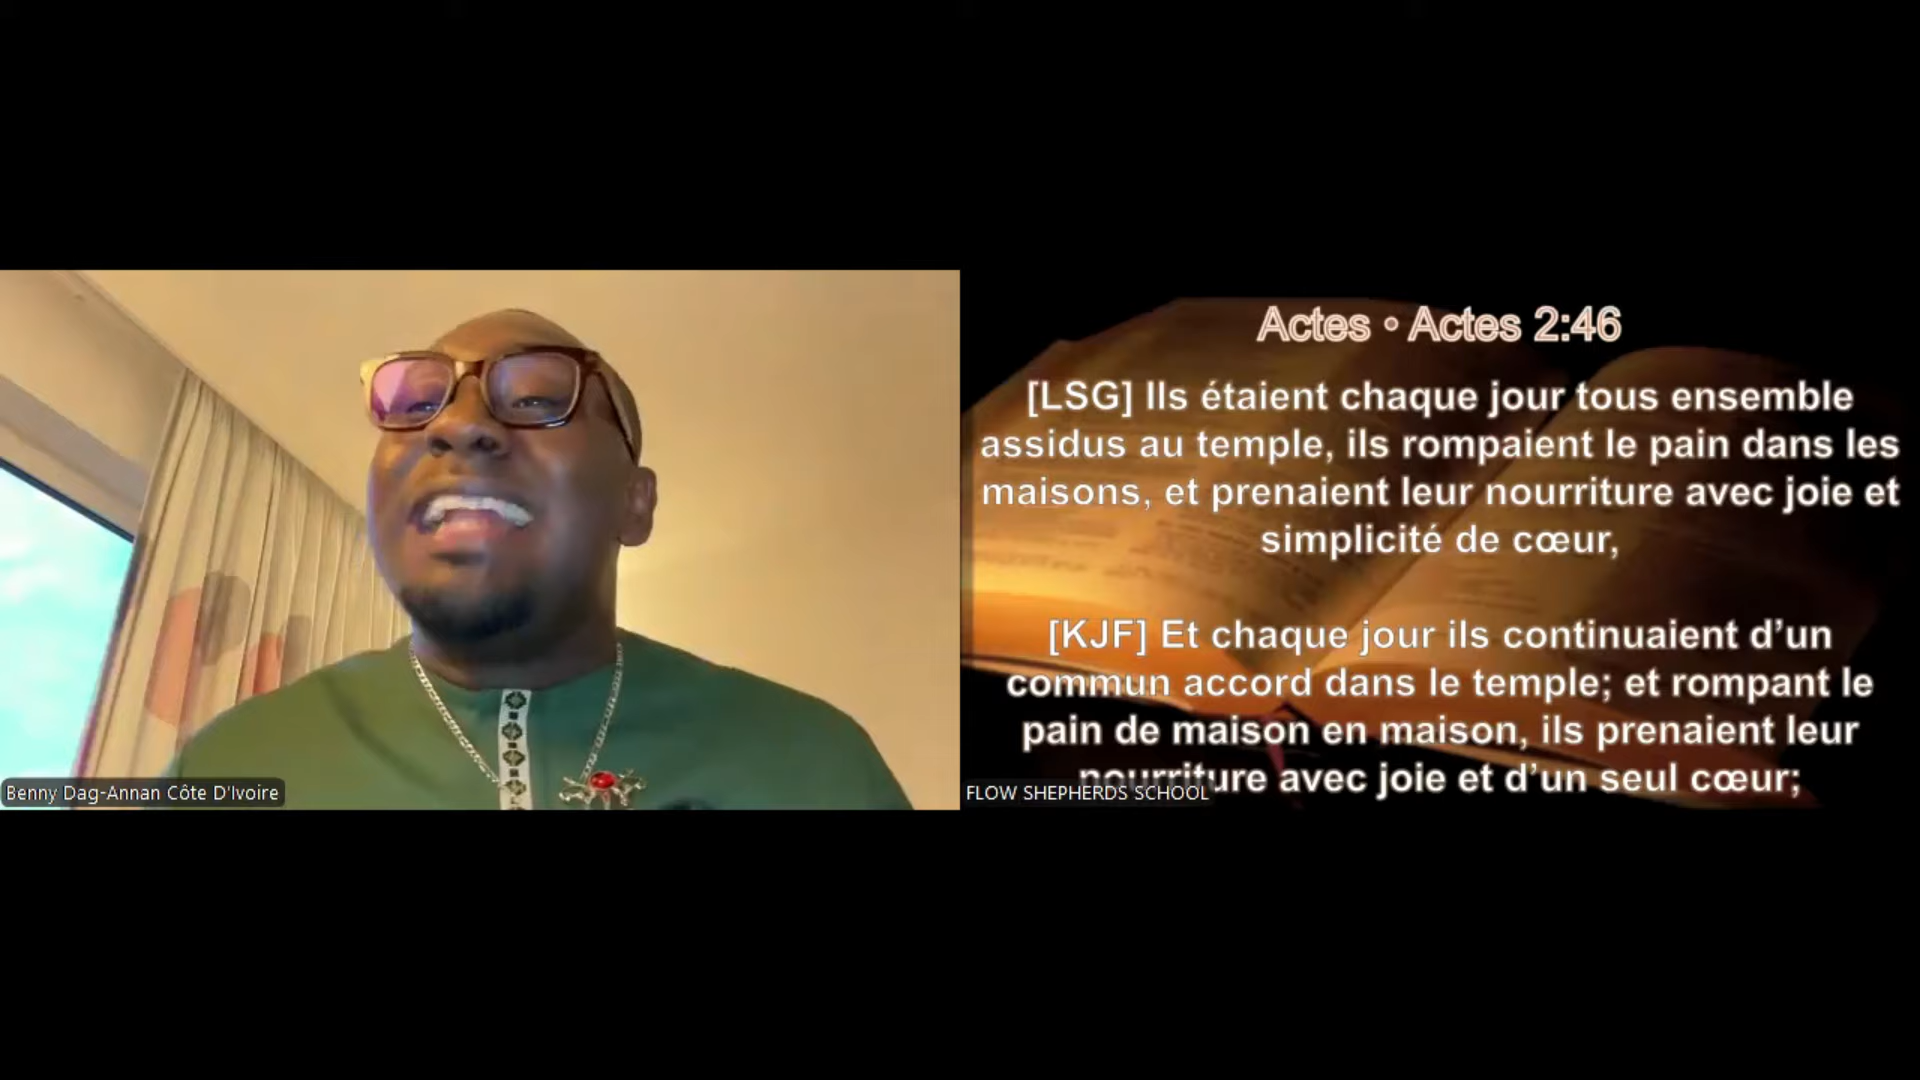 Actes • Actes 2:46
[LSG] Ils étaient chaque jour tous ensemble
assidus au temple, ils rompaient le pain dans les
maisons, et prenaient leur nourriture avec joie et
simplicité de cœur,
[KJF] Et chaque jour ils continuaient d’un
commun accord dans le temple; et rompant le
pain de maison en maison, ils prenaient leur
nourriture avec joie et d’un seul cœur;
Benny Dag-Annan Côte D'Ivoire
FLOW SHEPHERDS SCHOOL